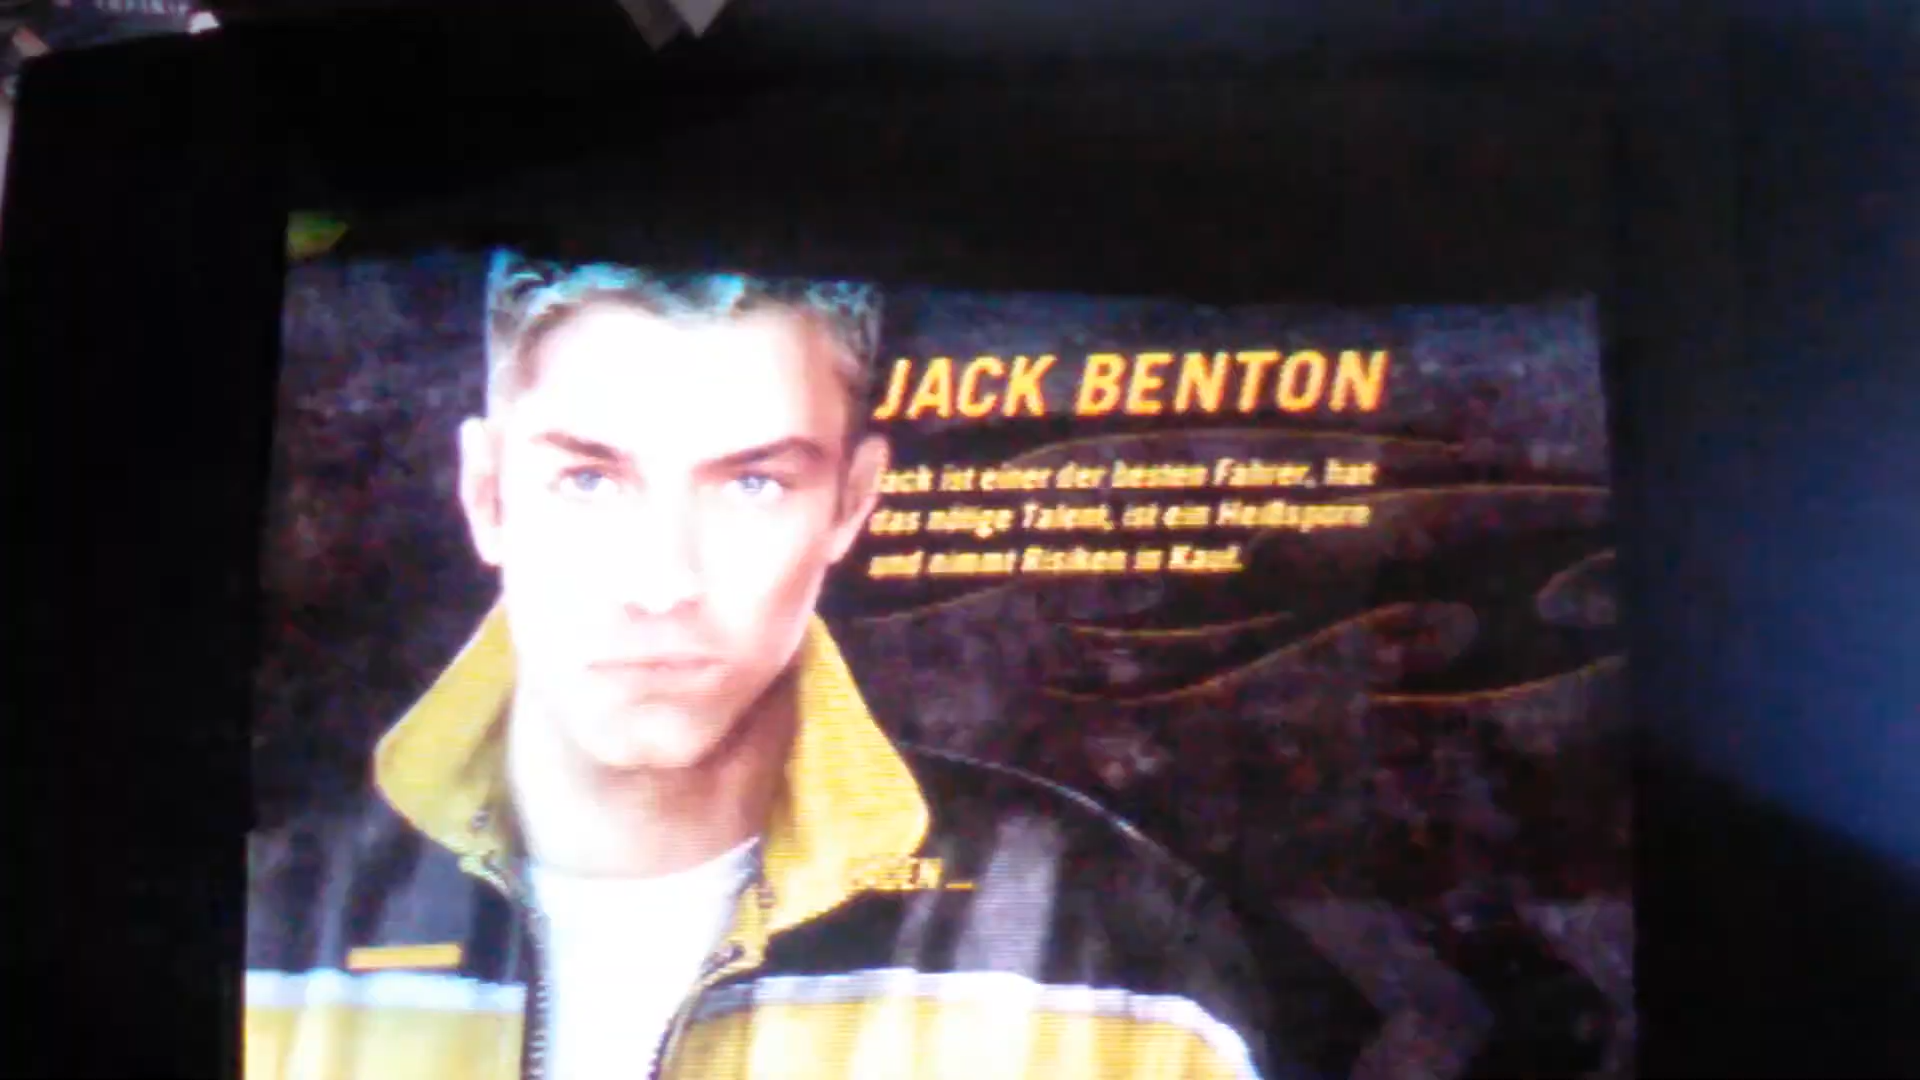 JACK BENTON
Jack ist einer der besten Fahrer, hat
das nötige Talent, ist ein Heißsporn
und nimmt Risiken in Kauf.